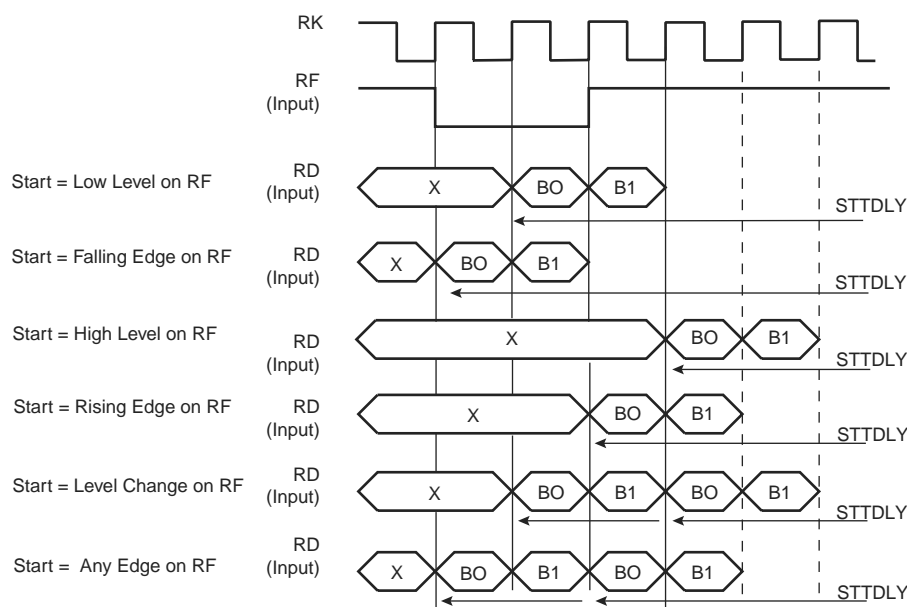 RK
RF
(Input)
Start = Low Level on RF
RD
(Input)
X
BO
B1
STTDLY
Start = Falling Edge on RF
RD
(Input)
X
BO
B1
STTDLY
Start = High Level on RF
RD
(Input)
X
BO
B1
STTDLY
Start = Rising Edge on RF
RD
(Input)
X
BO
B1
STTDLY
Start = Level Change on RF
RD
(Input)
X
BO
B1
BO
B1
STTDLY
Start = Any Edge on RF
RD
(Input)
X
BO
B1
BO
B1
STTDLY